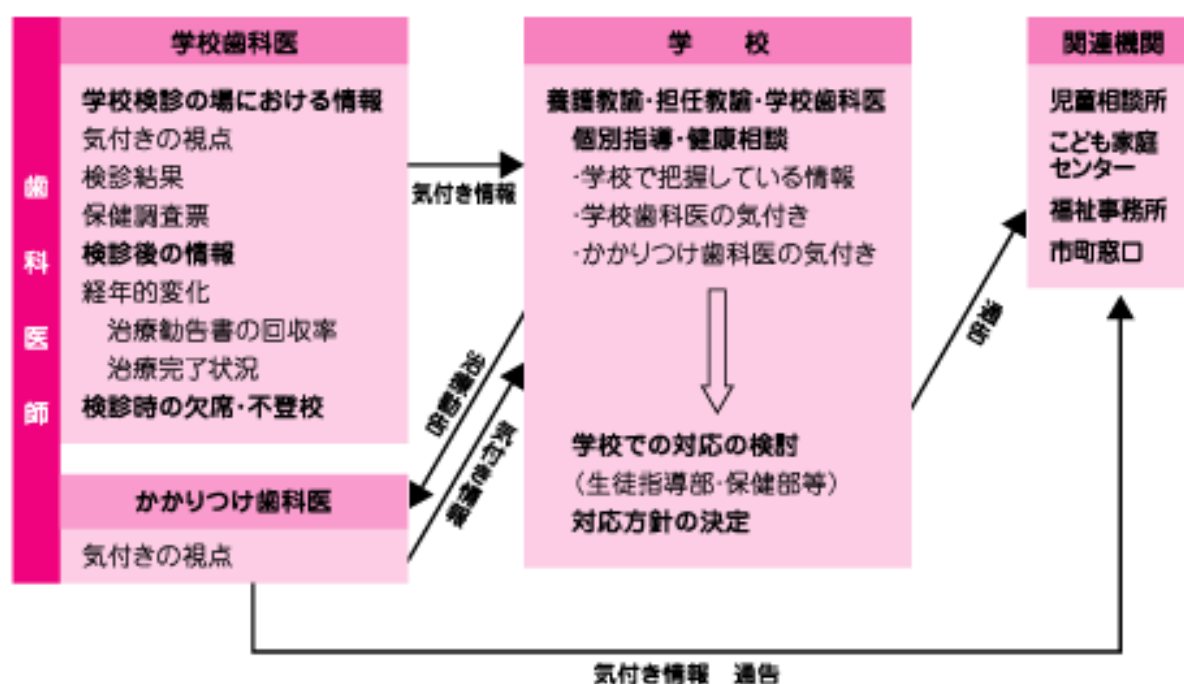 歯科医師
学校歯科医
学校検診の場における情報
気付きの視点
検診結果
保健調査票
検診後の情報
経年的変化
治療勧告書の回収率
治療完了状況
検診時の欠席・不登校
かかりつけ歯科医
気付きの視点
気付き情報
治療勧告
気付き情報
学 校
養護教諭・担任教諭・学校歯科医
個別指導・健康相談
・学校で把握している情報
・学校歯科医の気付き
・かかりつけ歯科医の気付き
学校での対応の検討
（生徒指導部・保健部等）
対応方針の決定
通告
関連機関
児童相談所
こども家庭
センター
福祉事務所
市町窓口
気付き情報 通告